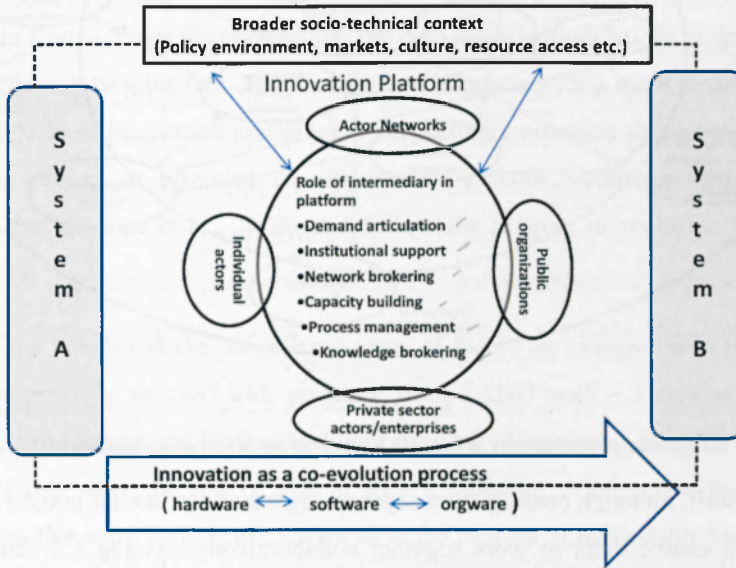 Broader socio-technical context
(Policy environment, markets, culture, resource access etc.)
Innovation Platform
Actor Networks
System A
Role of intermediary in
platform
•Demand articulation
•Institutional support
•Network brokering
•Capacity building
•Process management
•Knowledge brokering
Individual
actors
Public
organizations
System B
Private sector
actors/enterprises
Innovation as a co-evolution process
( hardware ↔ software ↔ orgware )